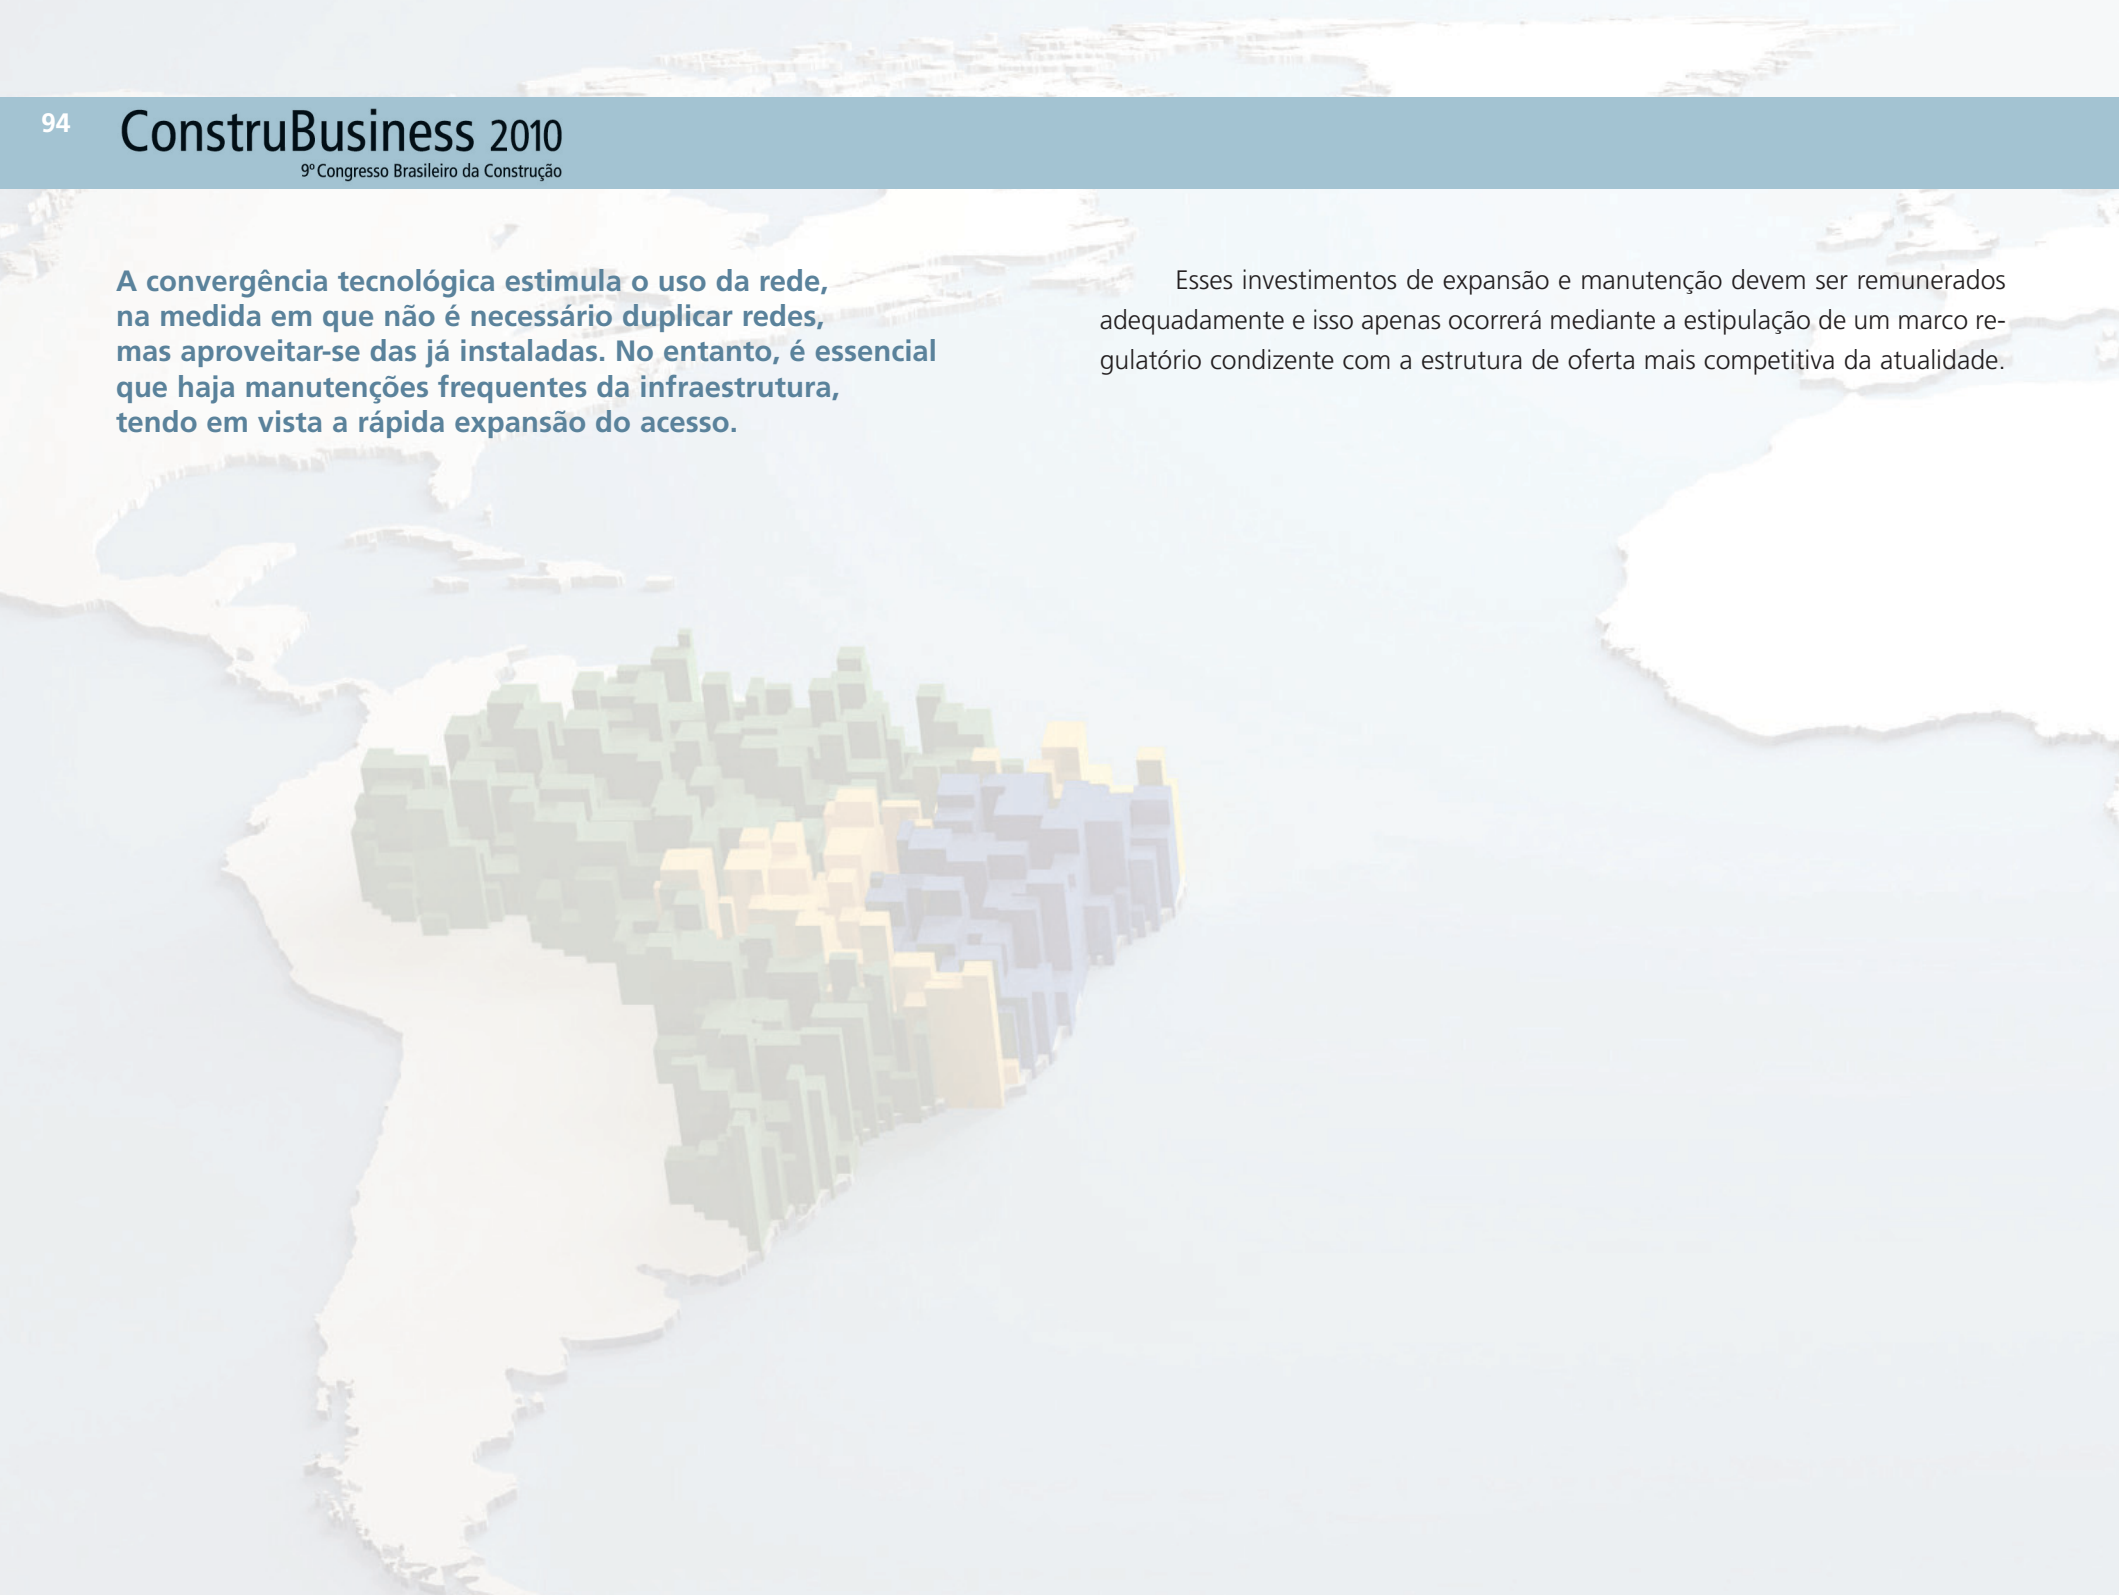 94
ConstruBusiness 2010
9º Congresso Brasileiro da Construção
A convergência tecnológica estimula o uso da rede,
na medida em que não é necessário duplicar redes,
mas aproveitar-se das já instaladas. No entanto, é essencial
que haja manutenções frequentes da infraestrutura,
tendo em vista a rápida expansão do acesso.
Esses investimentos de expansão e manutenção devem ser remunerados
adequadamente e isso apenas ocorrerá mediante a estipulação de um marco re-
gulatório condizente com a estrutura de oferta mais competitiva da atualidade.